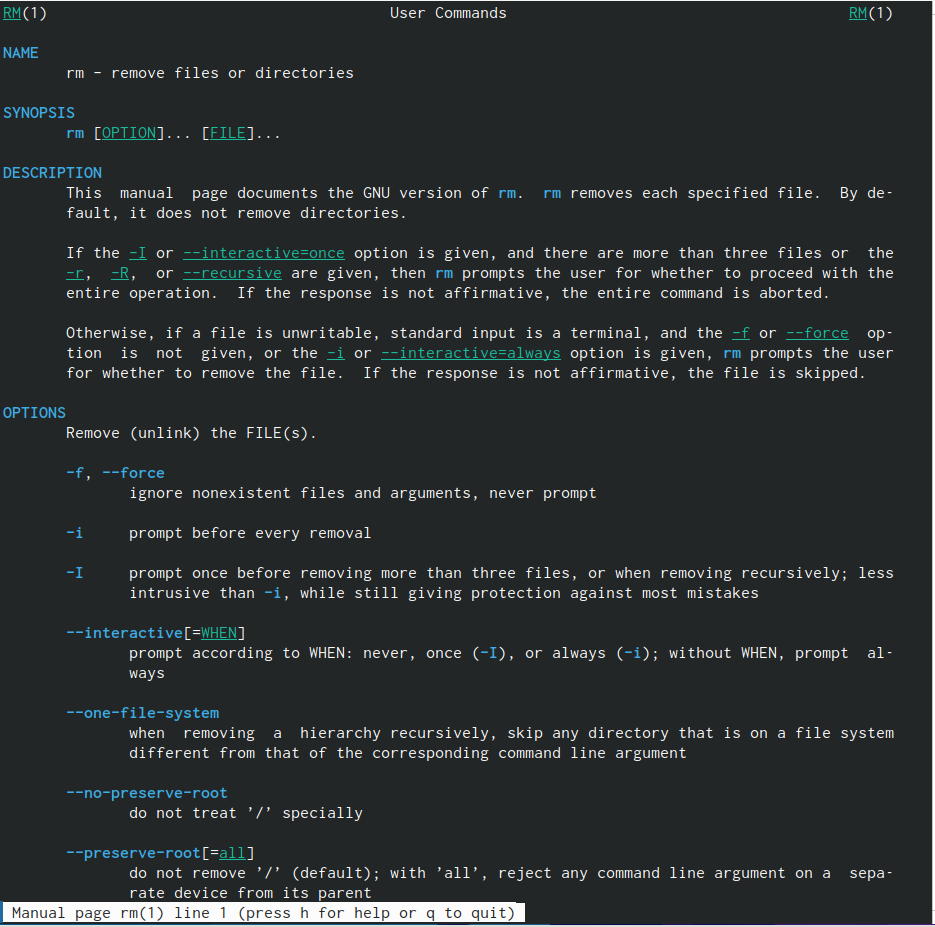 RM(1) User Commands RM(1)
NAME
rm - remove files or directories
SYNOPSIS
rm [OPTION]... [FILE]...
DESCRIPTION
This  manual  page documents the GNU version of rm.  rm removes each specified file.  By de-
fault, it does not remove directories.
If the -I or --interactive=once option is given, and there are more than three files or  the
-r,  -R,  or --recursive are given, then rm prompts the user for whether to proceed with the
entire operation.  If the response is not affirmative, the entire command is aborted.
Otherwise, if a file is unwritable, standard input is a terminal, and the -f or --force  op-
tion  is  not  given, or the -i or --interactive=always option is given, rm prompts the user
for whether to remove the file.  If the response is not affirmative, the file is skipped.
OPTIONS
Remove (unlink) the FILE(s).
-f, --force
ignore nonexistent files and arguments, never prompt
-i     prompt before every removal
-I     prompt once before removing more than three files, or when removing recursively; less
intrusive than -i, while still giving protection against most mistakes
--interactive[=WHEN]
prompt according to WHEN: never, once (-I), or always (-i); without WHEN, prompt  al-
ways
--one-file-system
when  removing  a  hierarchy recursively, skip any directory that is on a file system
different from that of the corresponding command line argument
--no-preserve-root
do not treat ’/’ specially
--preserve-root[=all]
do not remove ’/’ (default); with ’all’, reject any command line argument on a  sepa-
rate device from its parent
Manual page rm(1) line 1 (press h for help or q to quit)